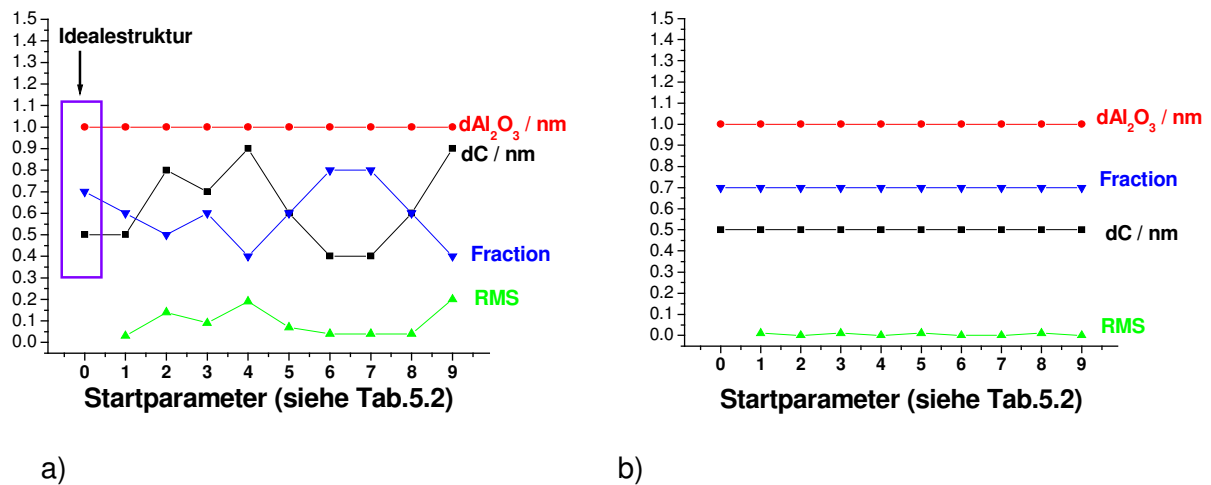 1.5
1.4
1.3
1.2
1.1
1.0
0.9
0.8
0.7
0.6
0.5
0.4
0.3
0.2
0.1
0.0
Idealestruktur
dAl₂O₃ / nm
dC / nm
Fraction
RMS
0 1 2 3 4 5 6 7 8 9
Startparameter (siehe Tab.5.2)
a)
1.5
1.4
1.3
1.2
1.1
1.0
0.9
0.8
0.7
0.6
0.5
0.4
0.3
0.2
0.1
0.0
dAl₂O₃ / nm
Fraction
dC / nm
RMS
0 1 2 3 4 5 6 7 8 9
Startparameter (siehe Tab.5.2)
b)